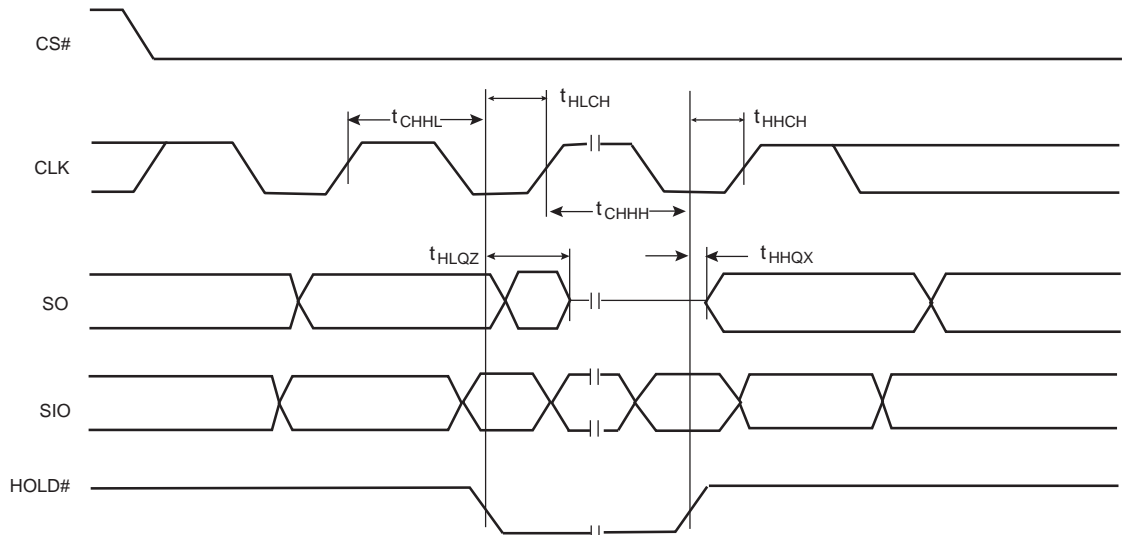 CS#
tHLCH
tCHHL
tHHCH
CLK
tCHHH
tHLQZ
tHHQX
SO
SIO
HOLD#